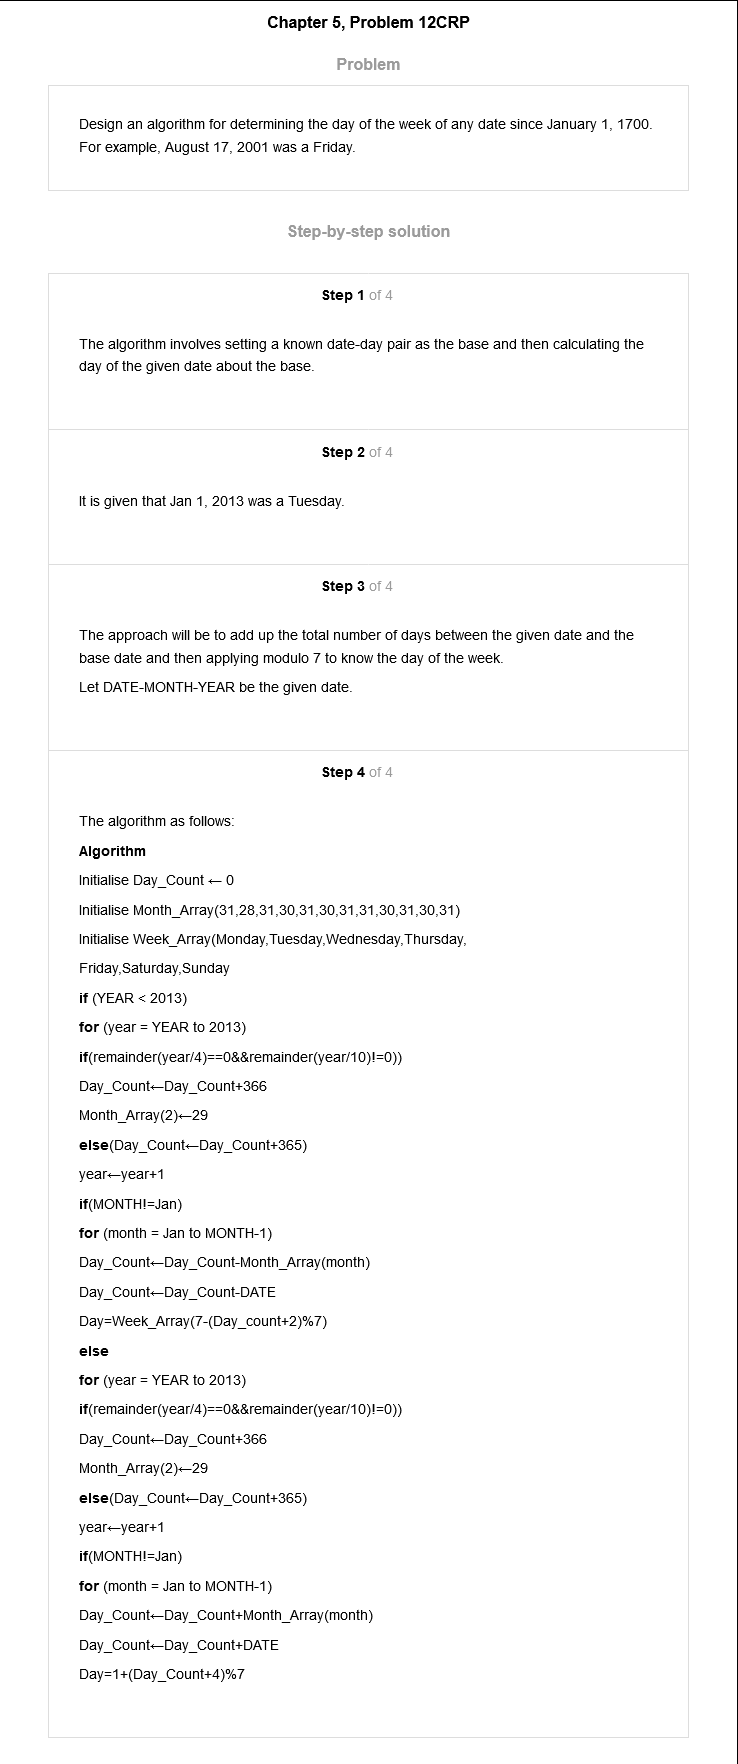 Chapter 5, Problem 12CRP
Problem
Design an algorithm for determining the day of the week of any date since January 1, 1700.
For example, August 17, 2001 was a Friday.
Step-by-step solution
Step 1 of 4
The algorithm involves setting a known date-day pair as the base and then calculating the
day of the given date about the base.
Step 2 of 4
It is given that Jan 1, 2013 was a Tuesday.
Step 3 of 4
The approach will be to add up the total number of days between the given date and the
base date and then applying modulo 7 to know the day of the week.
Let DATE-MONTH-YEAR be the given date.
Step 4 of 4
The algorithm as follows:
Algorithm
Initialise Day_Count ← 0
Initialise Month_Array(31,28,31,30,31,30,31,31,30,31,30,31)
Initialise Week_Array(Monday,Tuesday,Wednesday,Thursday,
Friday,Saturday,Sunday
if (YEAR < 2013)
for (year = YEAR to 2013)
if(remainder(year/4)==0&&remainder(year/10)!=0))
Day_Count←Day_Count+366
Month_Array(2)←29
else(Day_Count←Day_Count+365)
year←year+1
if(MONTH!=Jan)
for (month = Jan to MONTH-1)
Day_Count←Day_Count-Month_Array(month)
Day_Count←Day_Count-DATE
Day=Week_Array(7-(Day_count+2)%7)
else
for (year = YEAR to 2013)
if(remainder(year/4)==0&&remainder(year/10)!=0))
Day_Count←Day_Count+366
Month_Array(2)←29
else(Day_Count←Day_Count+365)
year←year+1
if(MONTH!=Jan)
for (month = Jan to MONTH-1)
Day_Count←Day_Count+Month_Array(month)
Day_Count←Day_Count+DATE
Day=1+(Day_Count+4)%7